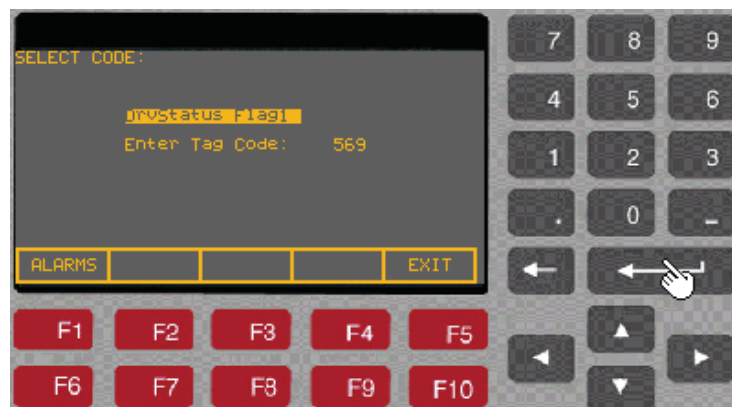 SELECT CODE:
DrvStatus Flag1
Enter Tag Code: 569
ALARMS EXIT
7 8 9
4 5 6
1 2 3
. 0 -
F1 F2 F3 F4 F5
F6 F7 F8 F9 F10